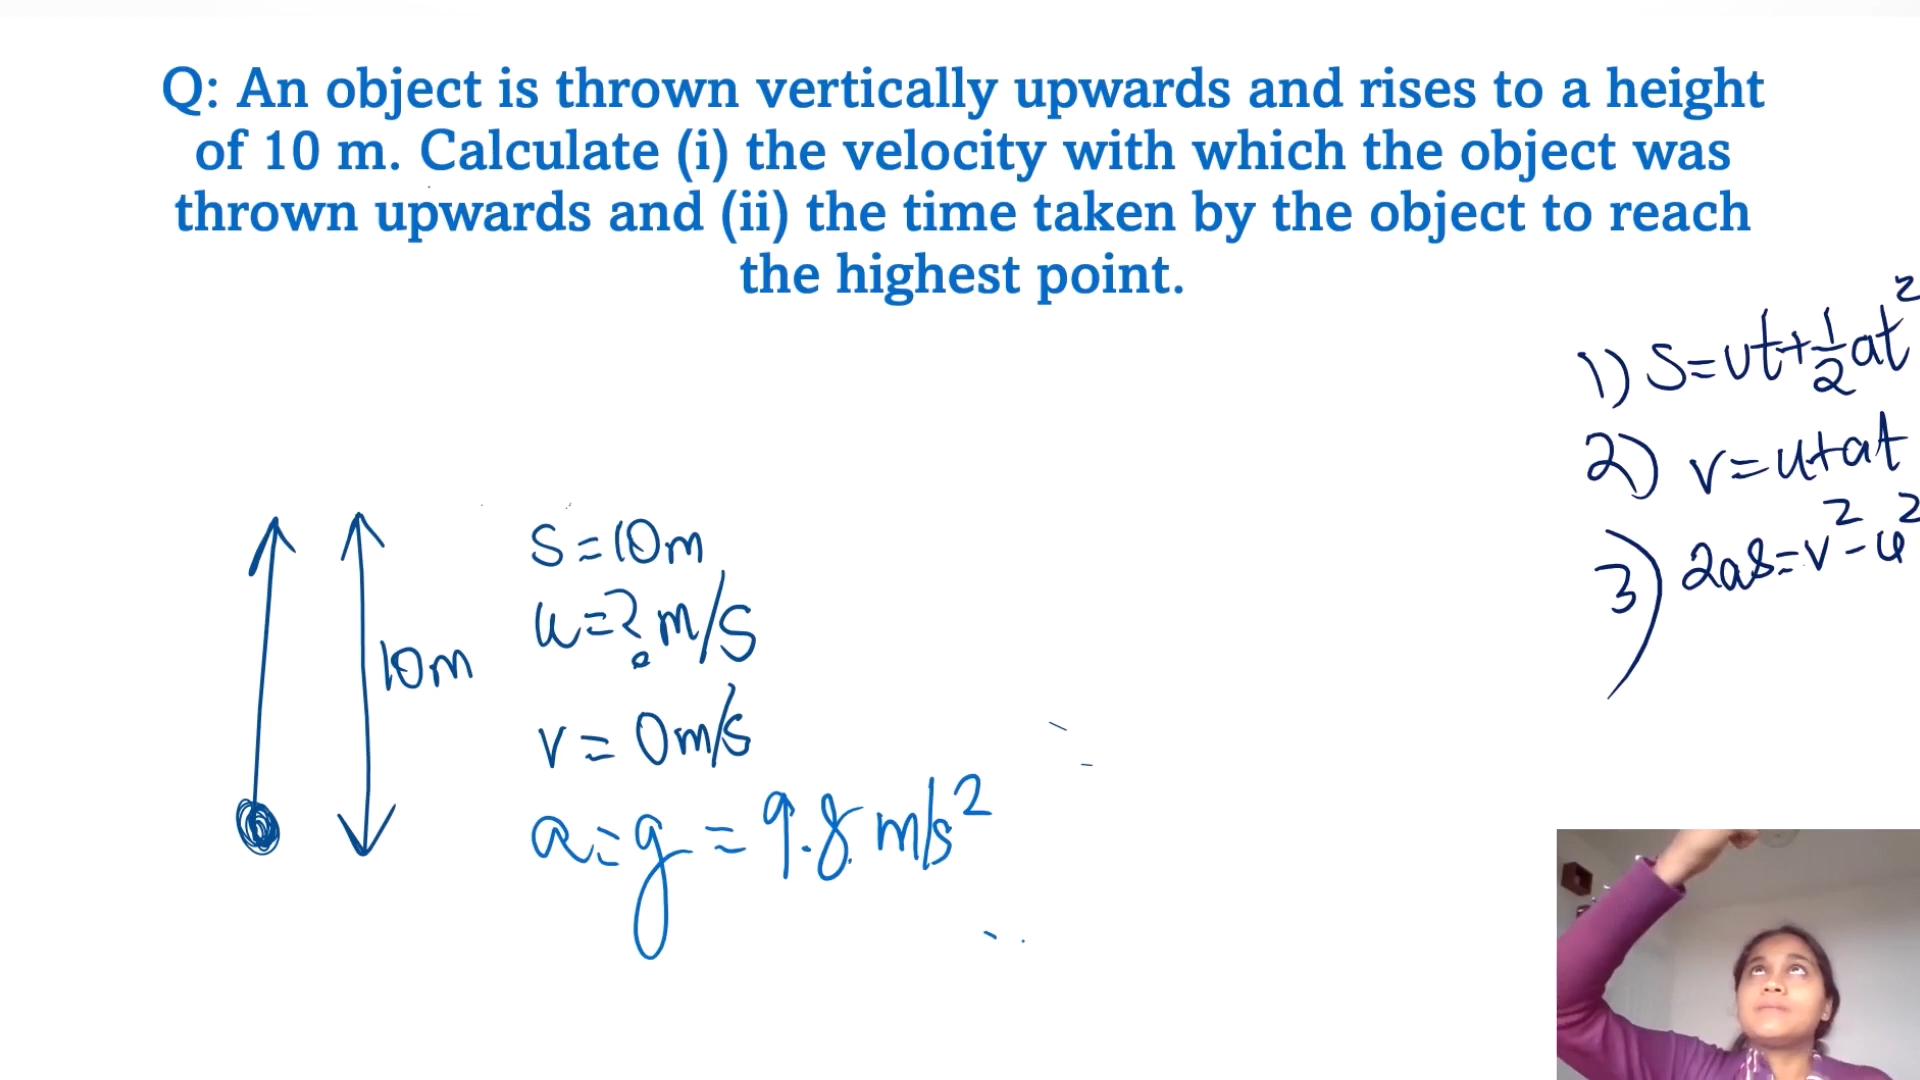 Q: An object is thrown vertically upwards and rises to a height
of 10 m. Calculate (i) the velocity with which the object was
thrown upwards and (ii) the time taken by the object to reach
the highest point.
1) S=ut+1/2at²
2) v=u+at
3) 2as=v²-u²
10m
S=10m
u=? m/s
v=0m/s
a=g=9.8 m/s²